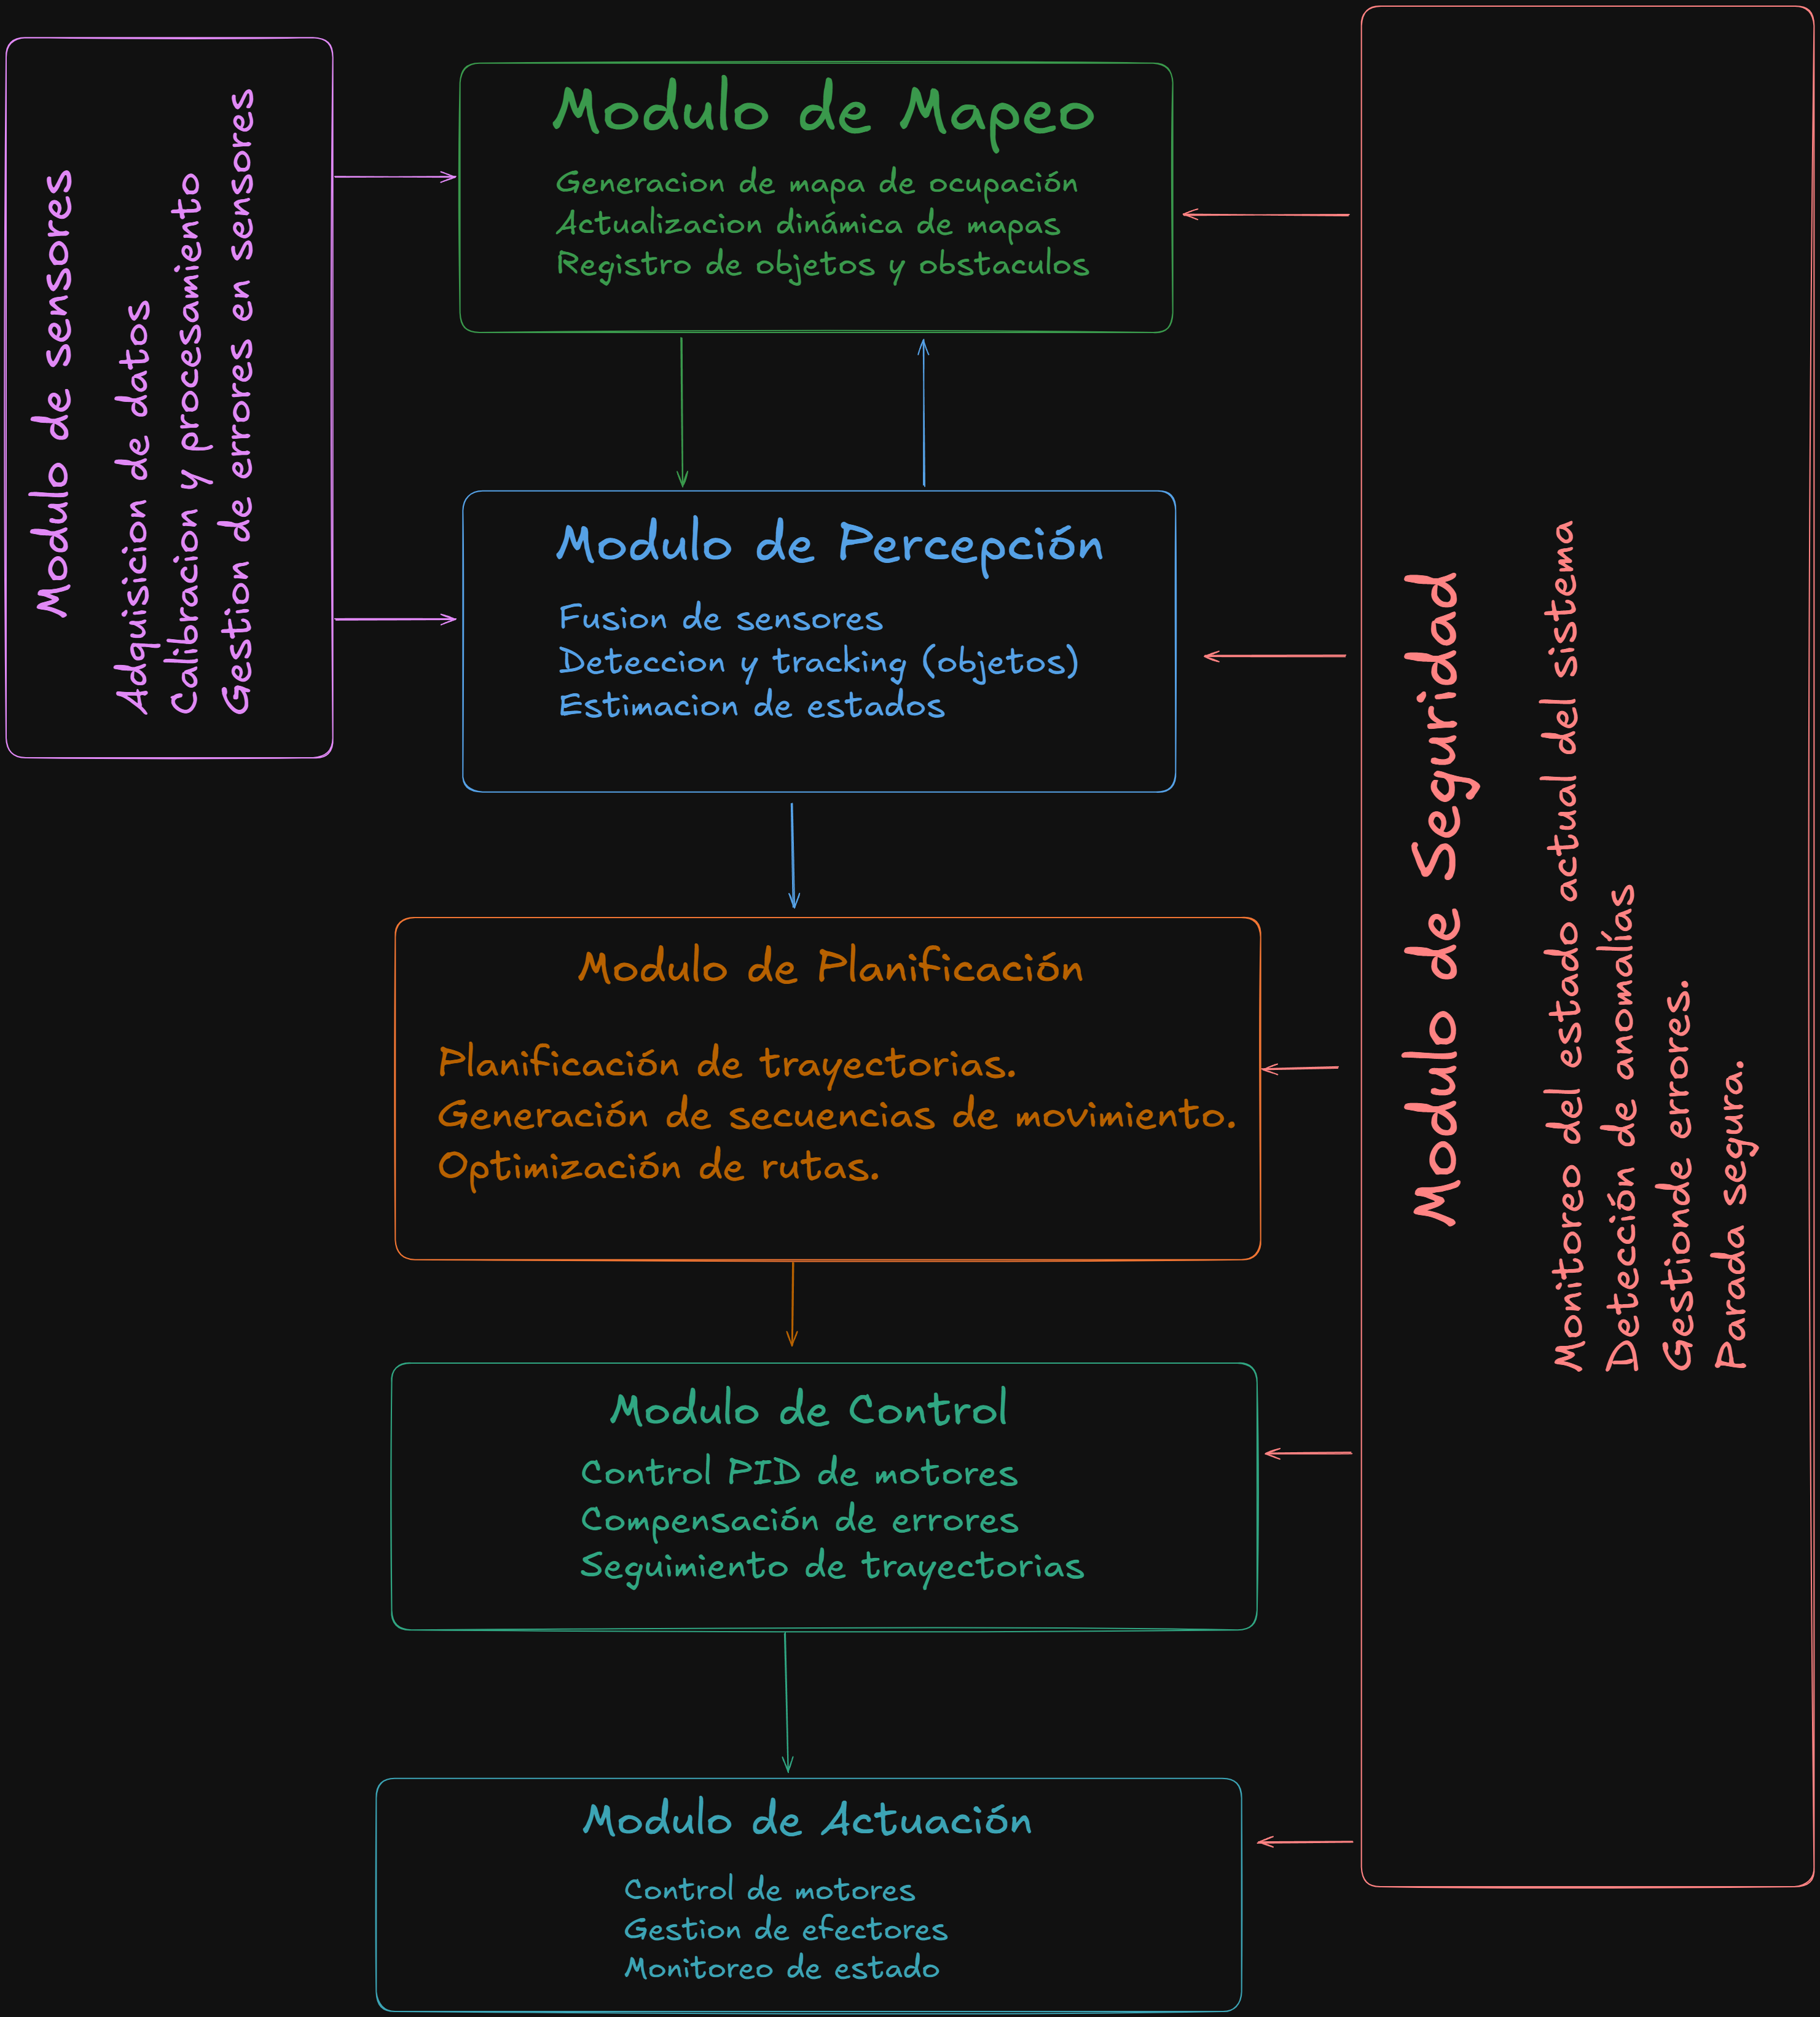 Modulo de sensores
Adquisicion de datos
Calibracion y procesamiento
Gestion de errores en sensores
Modulo de Mapeo
Generacion de mapa de ocupación
Actualizacion dinámica de mapas
Registro de objetos y obstaculos
Modulo de Percepción
Fusion de sensores
Deteccion y tracking (objetos)
Estimacion de estados
Modulo de Planificación
Planificación de trayectorias.
Generación de secuencias de movimiento.
Optimización de rutas.
Modulo de Control
Control PID de motores
Compensación de errores
Seguimiento de trayectorias
Modulo de Actuación
Control de motores
Gestion de efectores
Monitoreo de estado
Modulo de Seguridad
Monitoreo del estado actual del sistema
Detección de anomalías
Gestionde errores.
Parada segura.